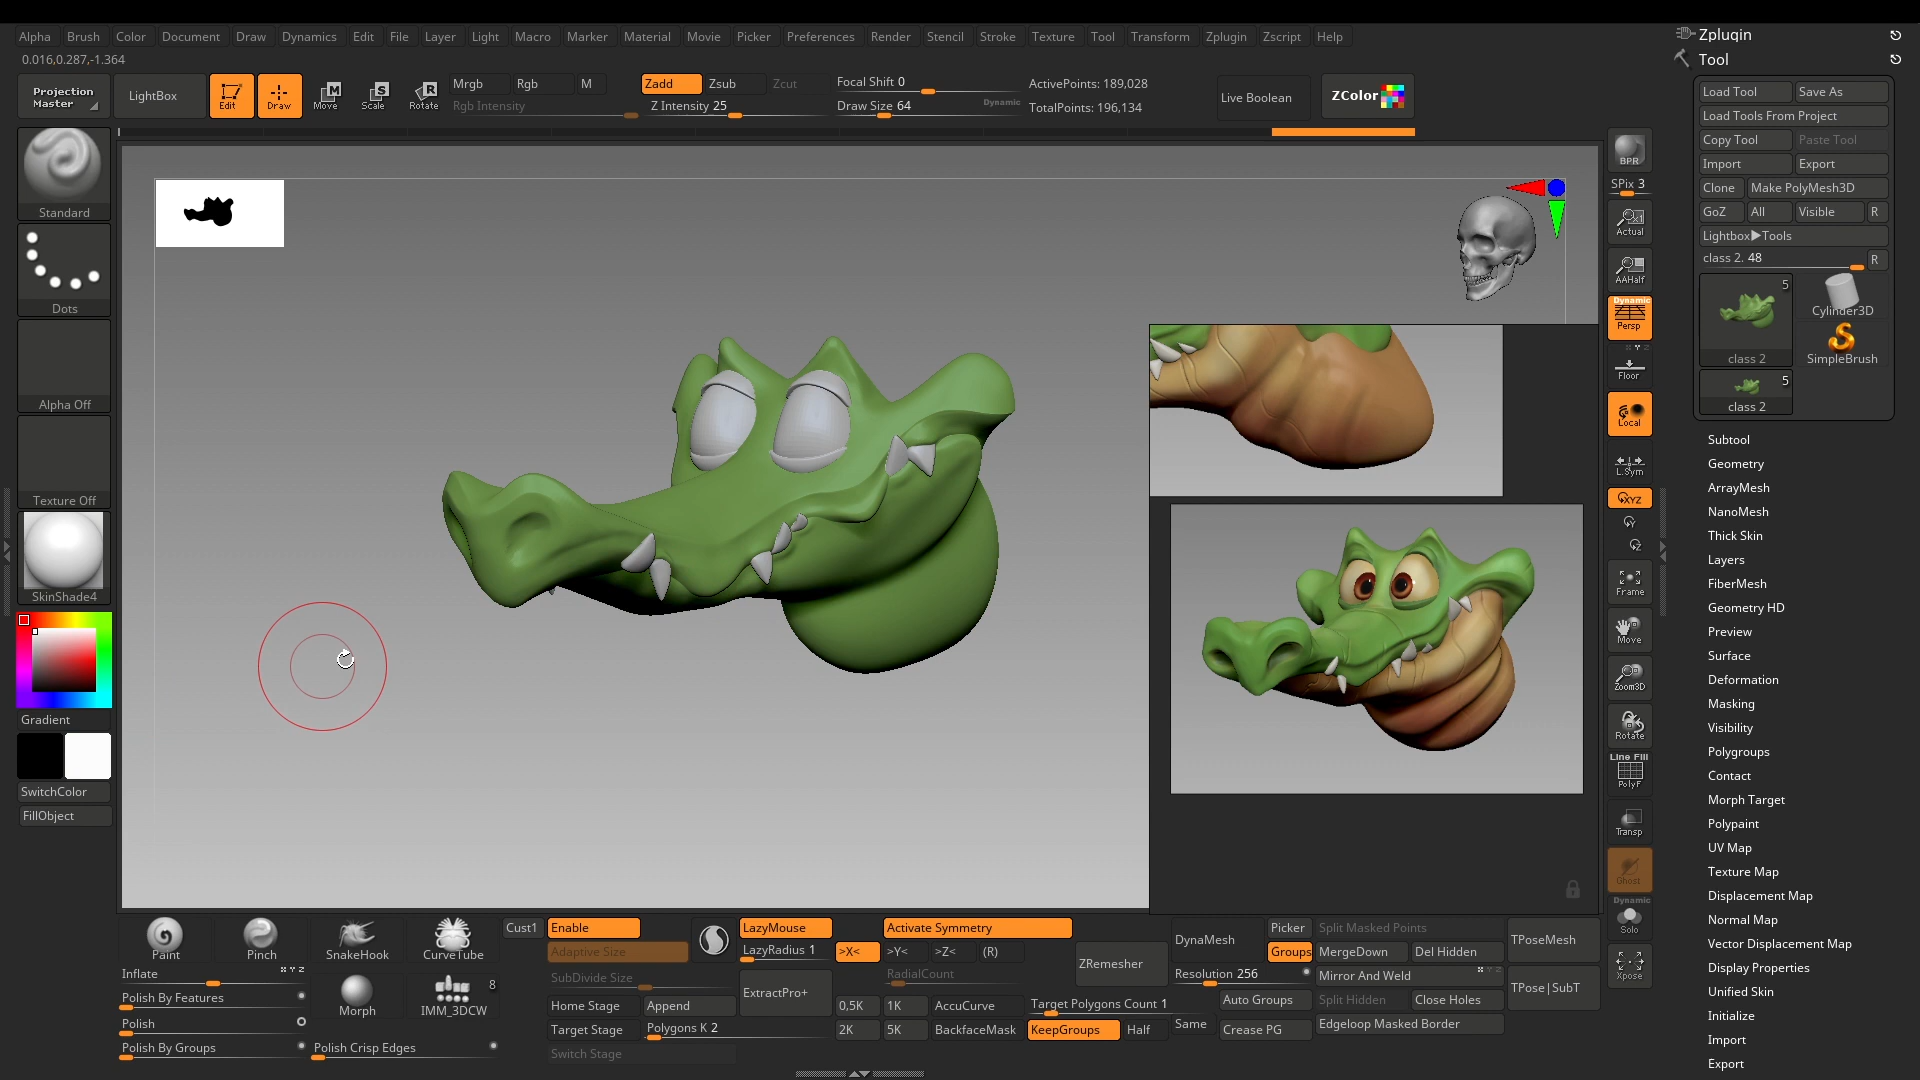 Alpha Brush Color Document Draw Dynamics Edit File Layer Light Macro Marker Material Movie Picker Preferences Render Stencil Stroke Texture Tool Transform Zplugin Zscript Help
0.016,0.287,-1.364
Projection Master
LightBox
Edit
Draw
Move
Scale
Rotate
Mrgb Rgb M
Rgb Intensity
Zadd Zsub Zcut
Z Intensity 25
Focal Shift 0
Draw Size 64
Dynamic
ActivePoints: 189,028
TotalPoints: 196,134
Live Boolean
ZColor
Standard
Dots
Alpha Off
Texture Off
SkinShade4
Gradient
SwitchColor
FillObject
BPR
SPix 3
Actual
AAHalf
Dynamic
Persp
Floor
Local
L.Sym
XYZ
Y
Z
Frame
Move
Zoom3D
Rotate
Line Fill
PolyF
Transp
Ghost
Dynamic
Solo
Xpose
Zplugin
Tool
Load Tool Save As
Load Tools From Project
Copy Tool Paste Tool
Import Export
Clone Make PolyMesh3D
GoZ All Visible R
Lightbox▶Tools
class 2. 48 R
5
class 2
Cylinder3D
SimpleBrush
5
class 2
Subtool
Geometry
ArrayMesh
NanoMesh
Thick Skin
Layers
FiberMesh
Geometry HD
Preview
Surface
Deformation
Masking
Visibility
Polygroups
Contact
Morph Target
Polypaint
UV Map
Texture Map
Displacement Map
Normal Map
Vector Displacement Map
Display Properties
Unified Skin
Initialize
Import
Export
Paint
Pinch
SnakeHook
CurveTube
Inflate
Polish By Features
Polish
Polish By Groups
Morph
8
IMM_3DCW
Polish Crisp Edges
Cust1
Enable
Adaptive Size
SubDivide Size
Home Stage Append
Target Stage Polygons K 2
Switch Stage
LazyMouse
LazyRadius 1
ExtractPro+
Activate Symmetry
>X< >Y< >Z< (R)
RadialCount
0,5K 1K AccuCurve
2K 5K BackfaceMask
ZRemesher
Target Polygons Count 1
KeepGroups Half
Same
DynaMesh
Resolution 256
Auto Groups
Crease PG
Picker Split Masked Points
Groups MergeDown Del Hidden
Mirror And Weld
Split Hidden Close Holes
Edgeloop Masked Border
TPoseMesh
TPose|SubT